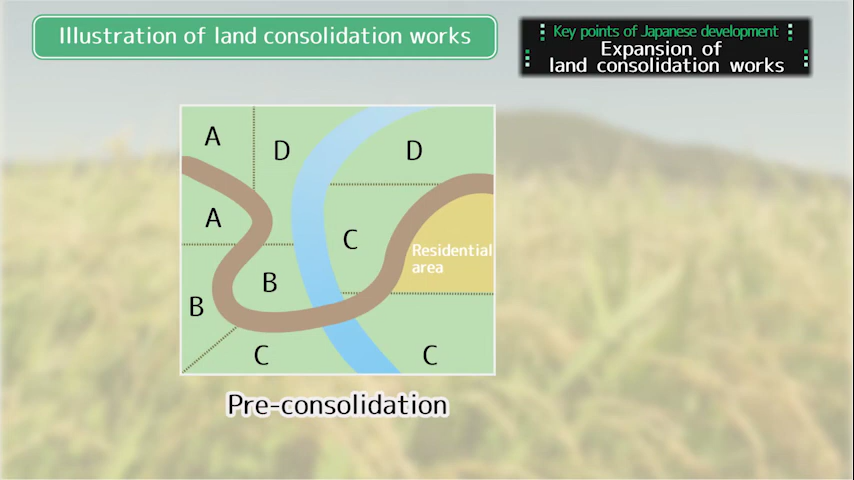 Illustration of land consolidation works
Key points of Japanese development
Expansion of
land consolidation works
A
D
D
A
C
Residential
area
B
B
C
C
Pre-consolidation